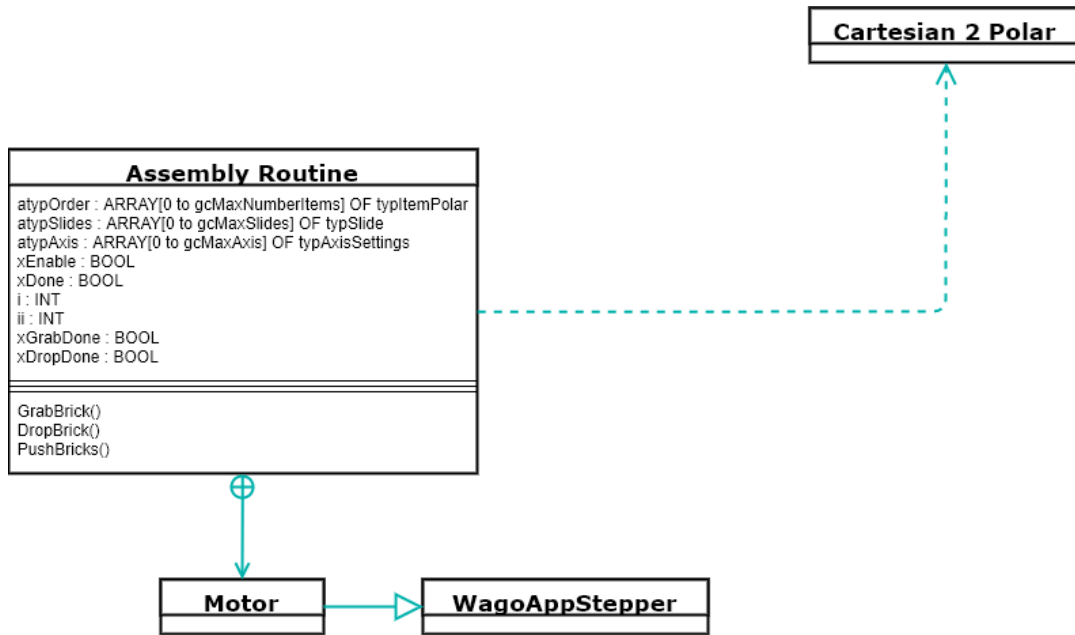 Cartesian 2 Polar
Assembly Routine
atypOrder : ARRAY[0 to gcMaxNumberItems] OF typItemPolar
atypSlides : ARRAY[0 to gcMaxSlides] OF typSlide
atypAxis : ARRAY[0 to gcMaxAxis] OF typAxisSettings
xEnable : BOOL
xDone : BOOL
i : INT
ii : INT
xGrabDone : BOOL
xDropDone : BOOL
GrabBrick()
DropBrick()
PushBricks()
Motor
WagoAppStepper